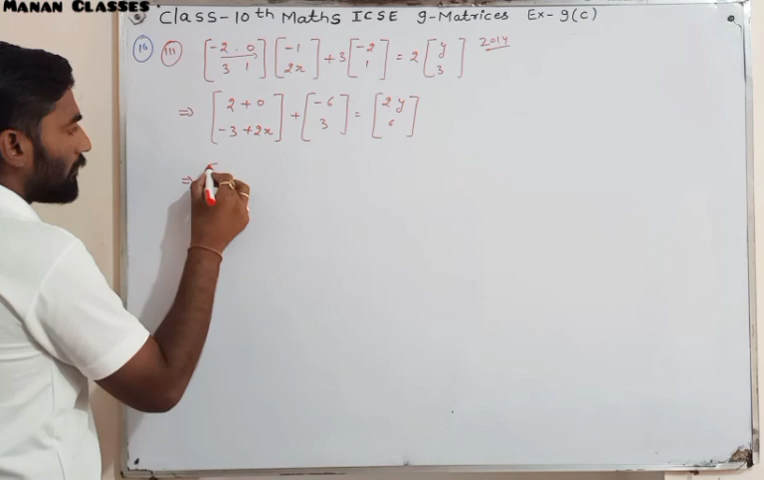 MANAN CLASSES
Class-10th Maths ICSE 9-Matrices Ex-9(C)
16 (iii) [-2 0 / 3 1] [-1 / 2x] + 3 [-2 / 1] = 2 [y / 3] 2014
⇒ [2+0 / -3+2x] + [-6 / 3] = [2y / 6]
⇒ [